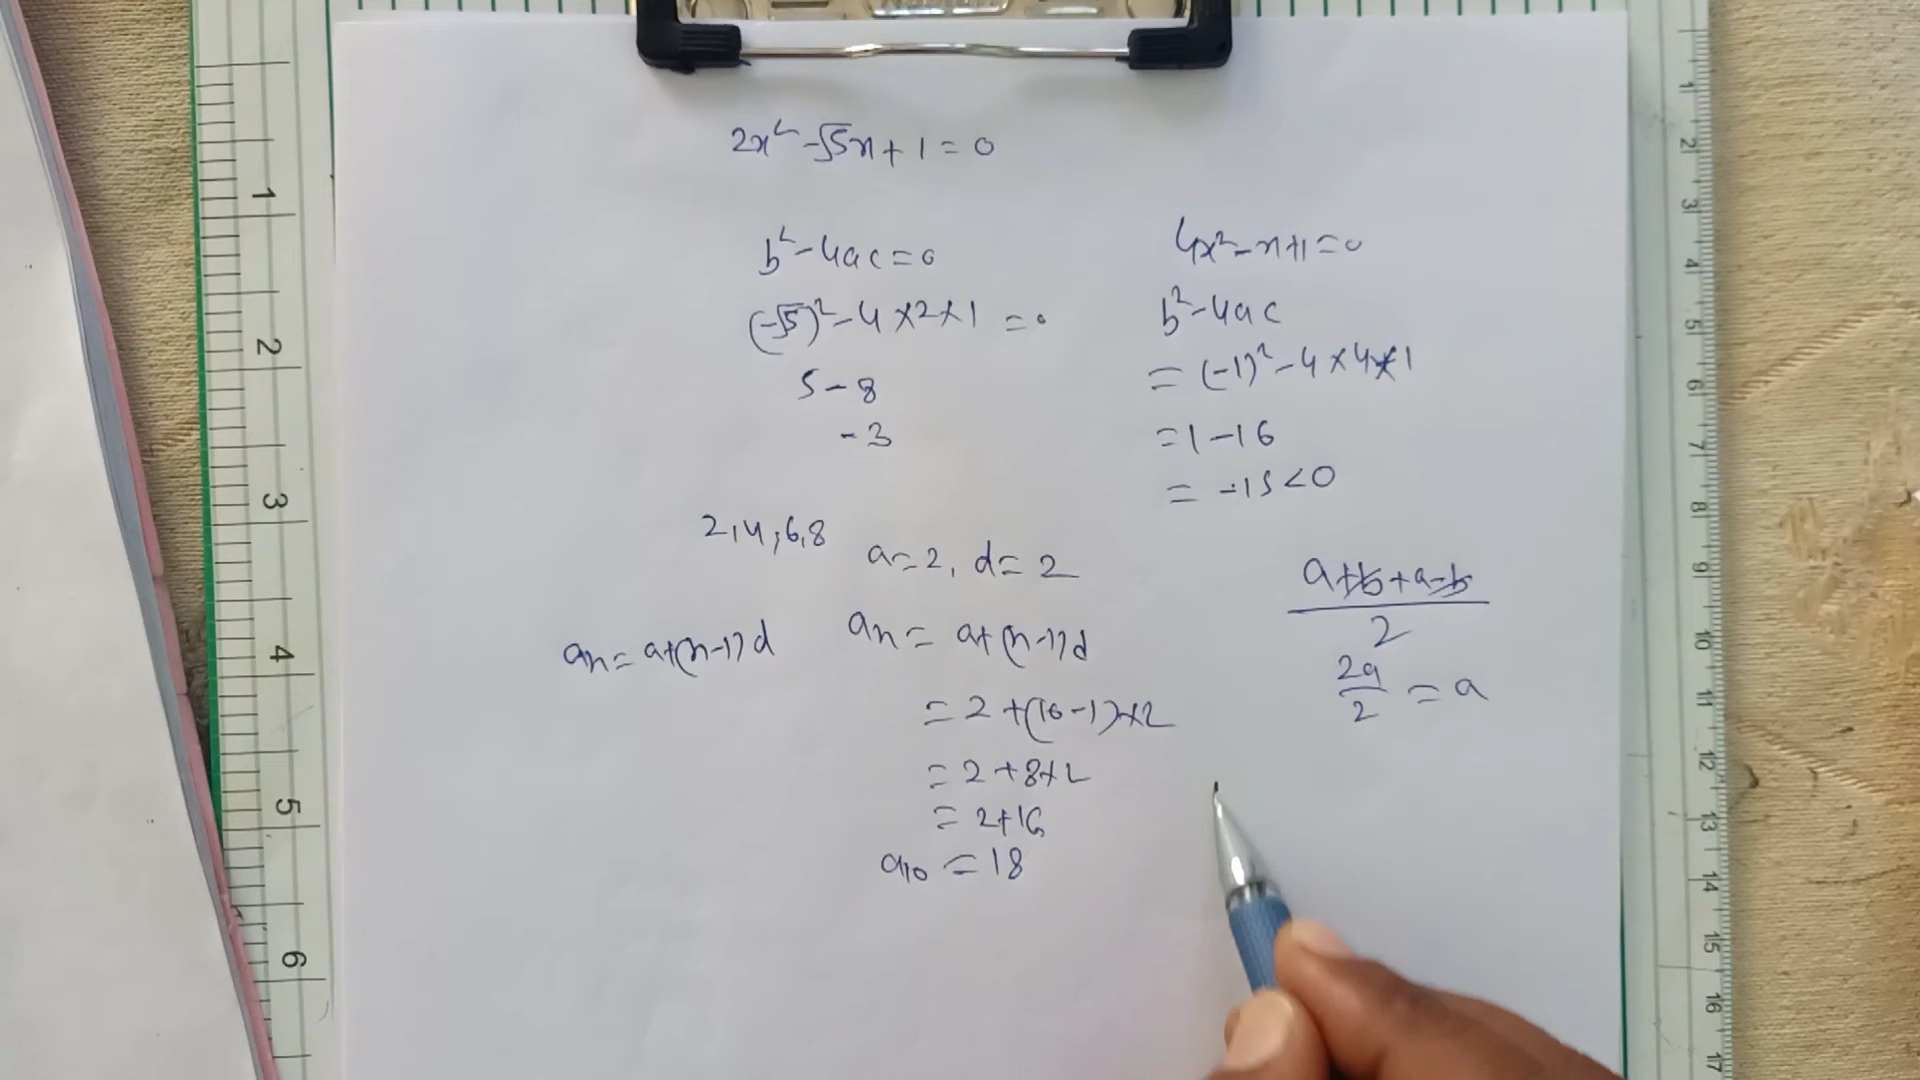 2x² - √5x + 1 = 0
b² - 4ac = 0
(-√5)² - 4 × 2 × 1 = 0
5 - 8
- 3
4x² - x + 1 = 0
b² - 4ac
= (-1)² - 4 × 4 × 1
= 1 - 16
= -15 < 0
2, 4, 6, 8
a = 2, d = 2
an = a+(n-1)d
an = a+(n-1)d
= 2 + (10-1) × 2
= 2 + 8 × 2
= 2 + 16
a10 = 18
a+b+a-b
2
2a
2
= a
1
2
3
4
5
6
1
2
3
4
5
6
7
8
9
10
11
12
13
14
15
16
17